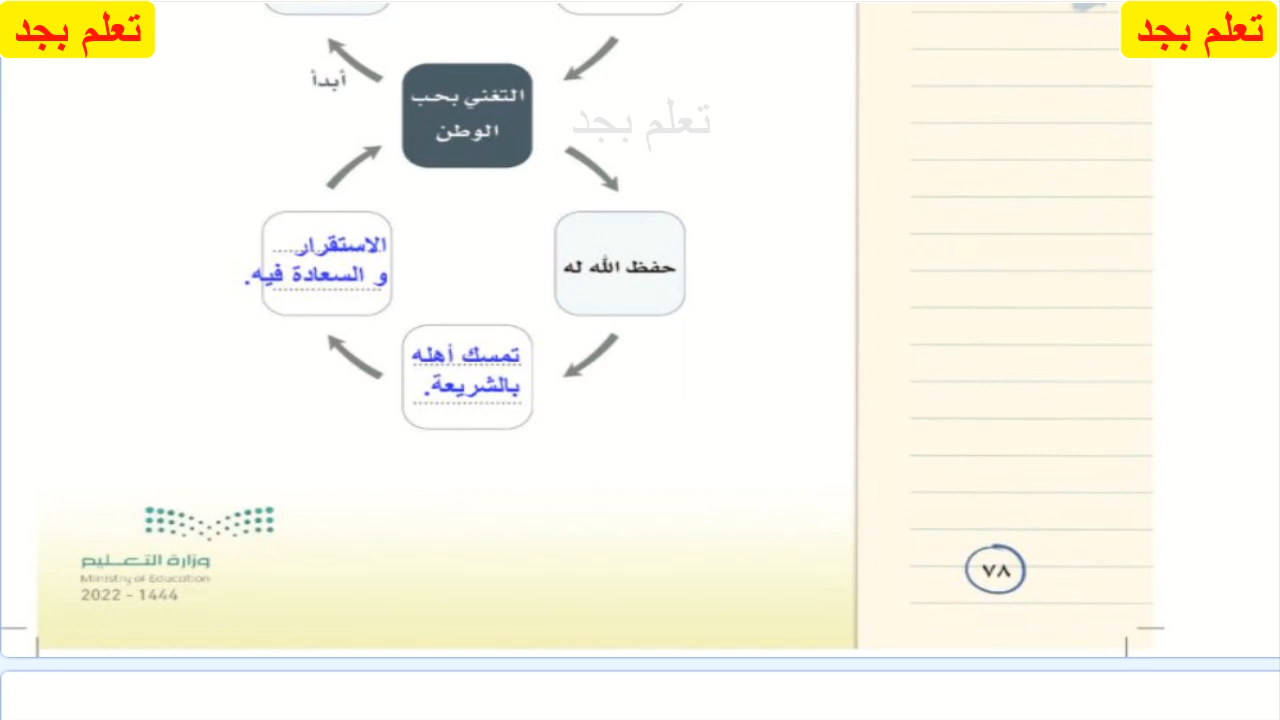 تعلم بجد
تعلم بجد
أبدأ
التغني بحب
الوطن
تعلم بجد
حفظ الله له
الاستقرار
و السعادة فيه.
تمسك أهله
بالشريعة.
وزارة التعليم
Ministry of Education
2022 - 1444
٧٨